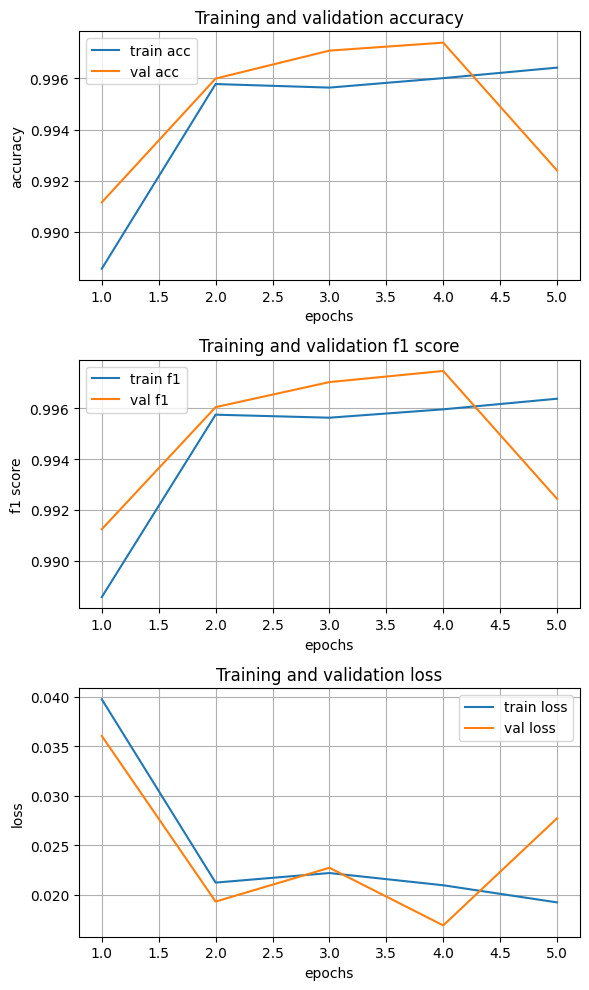 Training and validation accuracy
train acc
val acc
accuracy
0.996
0.994
0.992
0.990
1.0 1.5 2.0 2.5 3.0 3.5 4.0 4.5 5.0
epochs
Training and validation f1 score
train f1
val f1
f1 score
0.996
0.994
0.992
0.990
1.0 1.5 2.0 2.5 3.0 3.5 4.0 4.5 5.0
epochs
Training and validation loss
train loss
val loss
loss
0.040
0.035
0.030
0.025
0.020
1.0 1.5 2.0 2.5 3.0 3.5 4.0 4.5 5.0
epochs